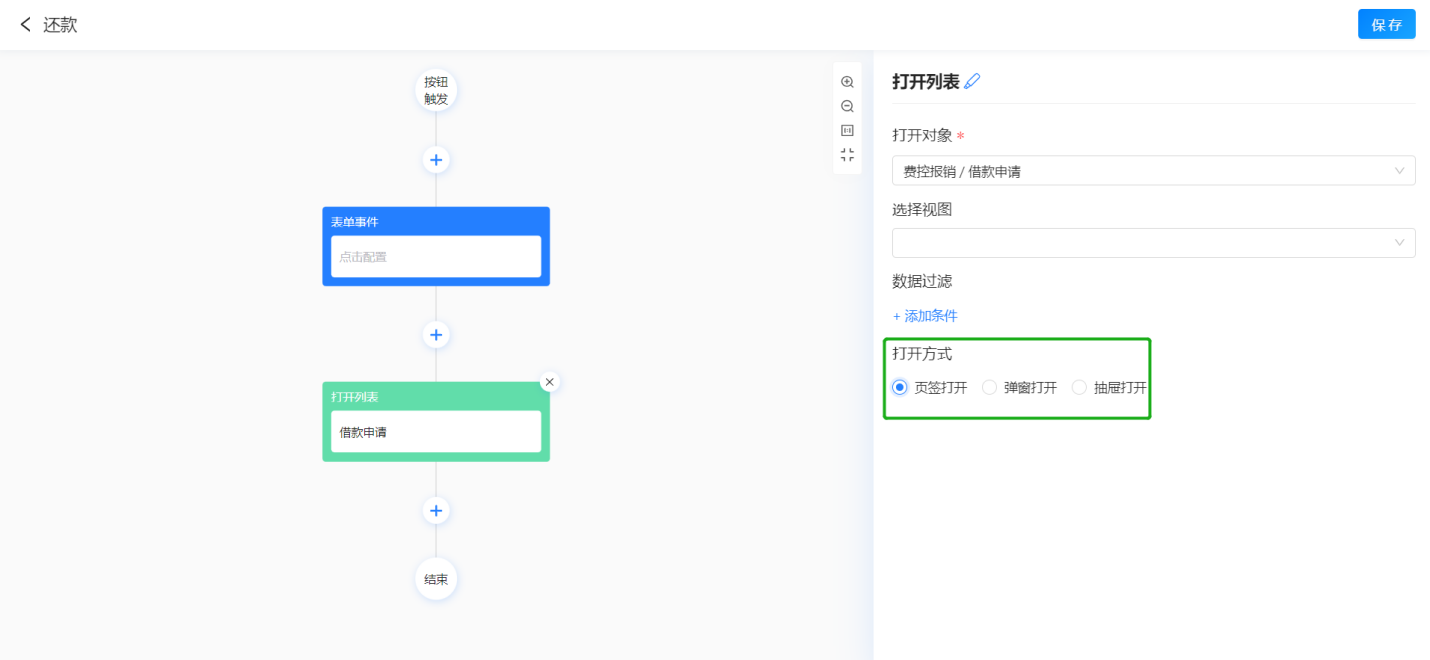 还款
保存
按钮
触发
表单事件
点击配置
打开列表
借款申请
结束
打开列表
打开对象 *
费控报销 / 借款申请
选择视图
数据过滤
+ 添加条件
打开方式
页签打开 弹窗打开 抽屉打开